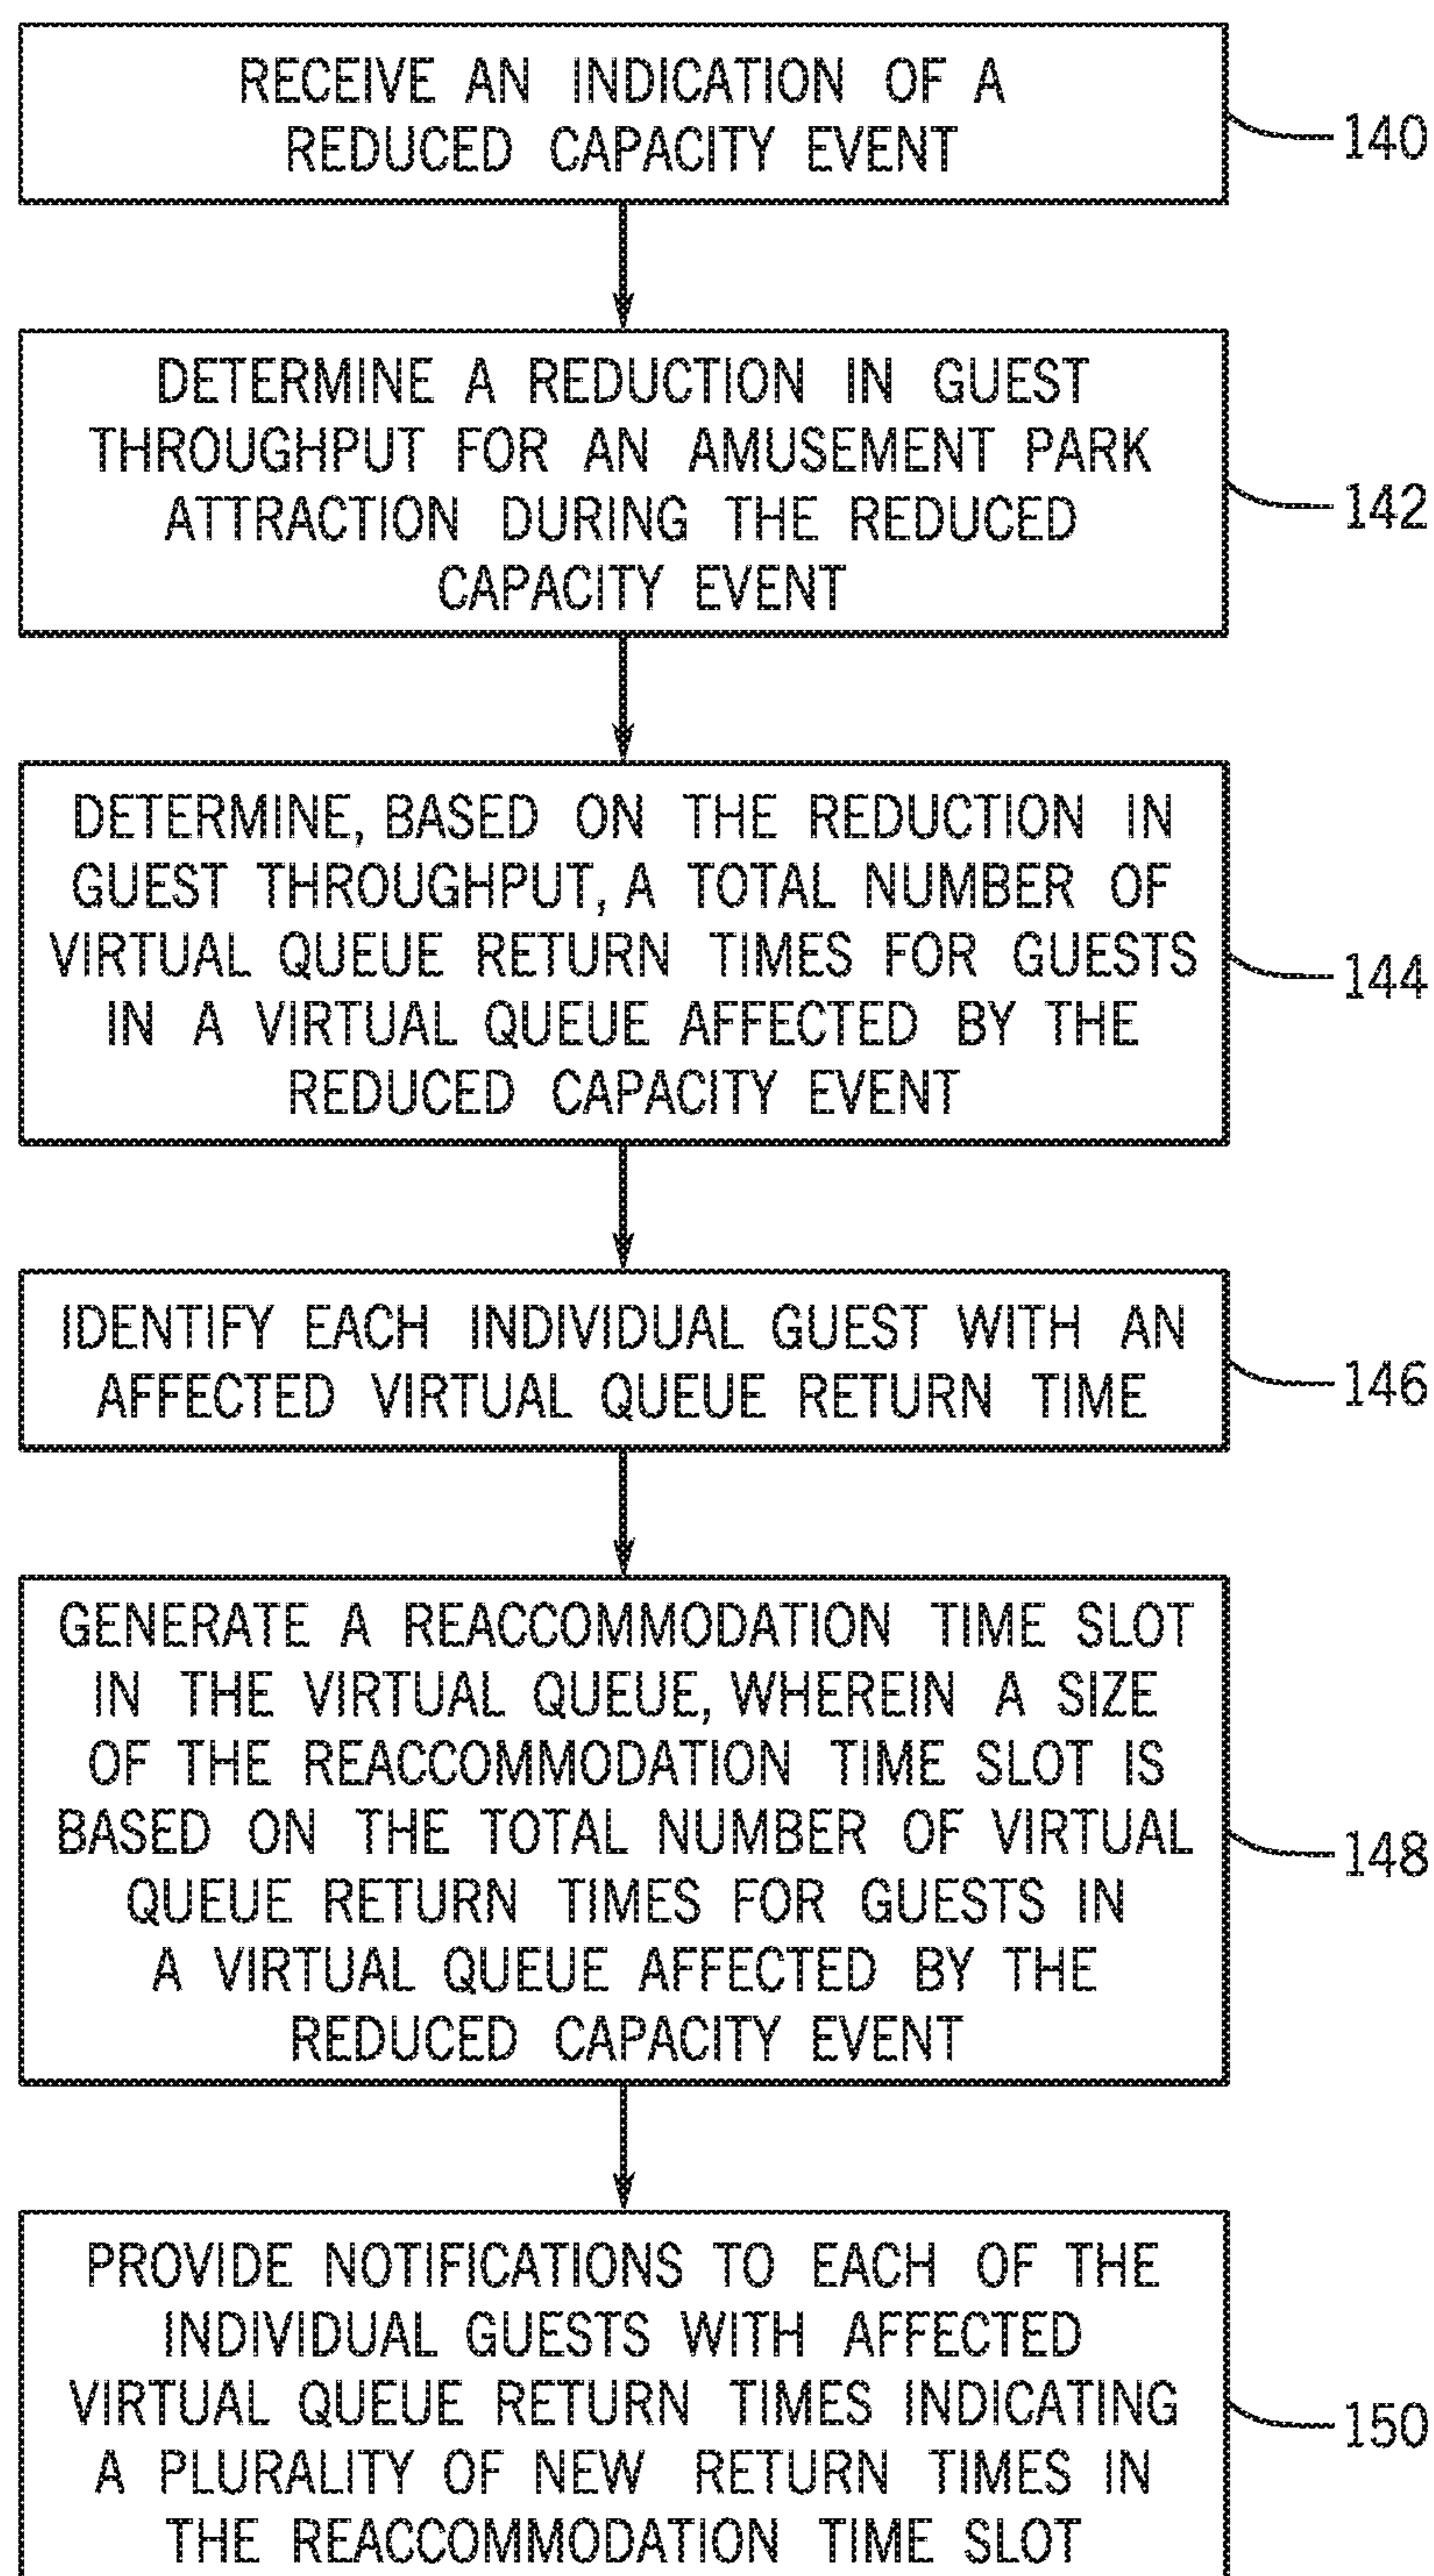 RECEIVE AN INDICATION OF A
REDUCED CAPACITY EVENT
140
DETERMINE A REDUCTION IN GUEST
THROUGHPUT FOR AN AMUSEMENT PARK
ATTRACTION DURING THE REDUCED
CAPACITY EVENT
142
DETERMINE, BASED ON THE REDUCTION IN
GUEST THROUGHPUT, A TOTAL NUMBER OF
VIRTUAL QUEUE RETURN TIMES FOR GUESTS
IN A VIRTUAL QUEUE AFFECTED BY THE
REDUCED CAPACITY EVENT
144
IDENTIFY EACH INDIVIDUAL GUEST WITH AN
AFFECTED VIRTUAL QUEUE RETURN TIME
146
GENERATE A REACCOMMODATION TIME SLOT
IN THE VIRTUAL QUEUE, WHEREIN A SIZE
OF THE REACCOMMODATION TIME SLOT IS
BASED ON THE TOTAL NUMBER OF VIRTUAL
QUEUE RETURN TIMES FOR GUESTS IN
A VIRTUAL QUEUE AFFECTED BY THE
REDUCED CAPACITY EVENT
148
PROVIDE NOTIFICATIONS TO EACH OF THE
INDIVIDUAL GUESTS WITH AFFECTED
VIRTUAL QUEUE RETURN TIMES INDICATING
A PLURALITY OF NEW RETURN TIMES IN
THE REACCOMMODATION TIME SLOT
150